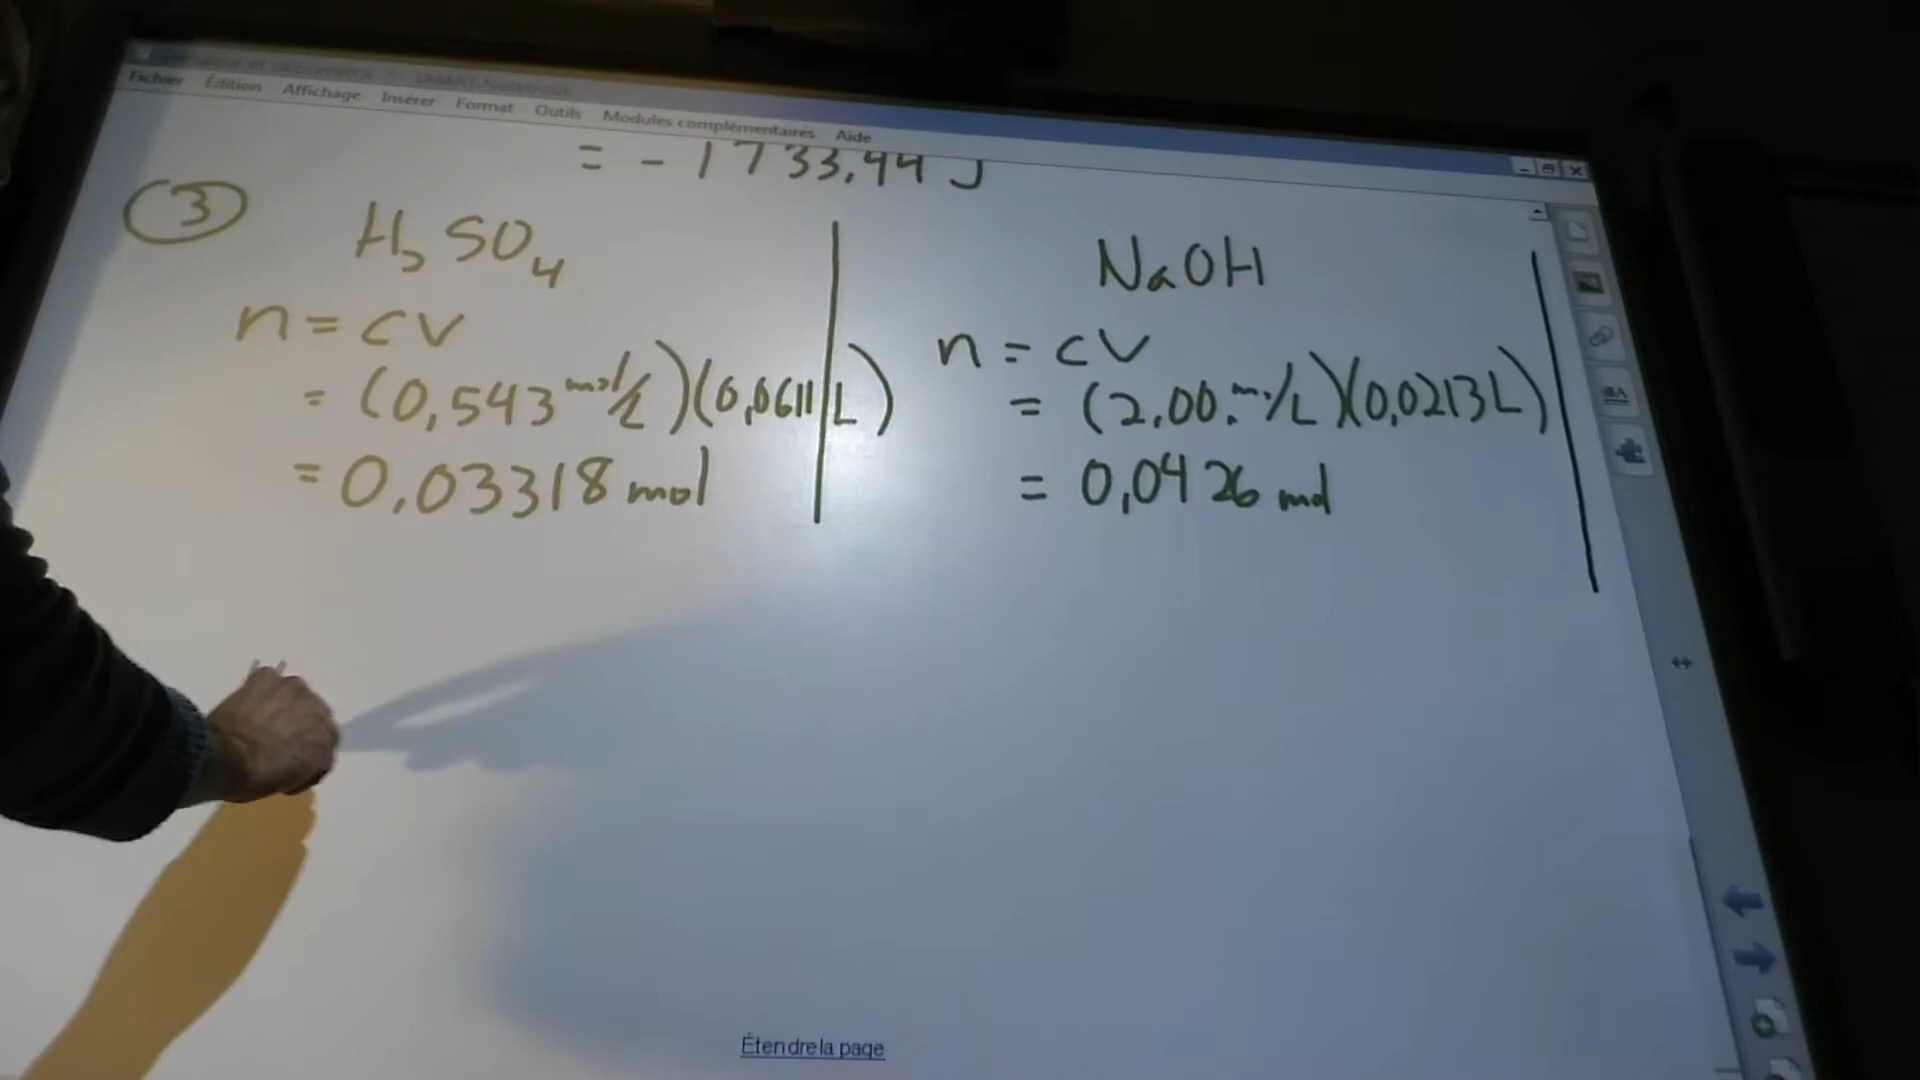 Fichier Édition Affichage Insérer Format Outils Modules complémentaires Aide
= - 1733,44 J
3
H2SO4
n = cv
= (0,543 mol/L)(0,0611 L)
= 0,03318 mol
NaOH
n = cv
= (2,00 mol/L)(0,0213 L)
= 0,0426 mol
Étendre la page